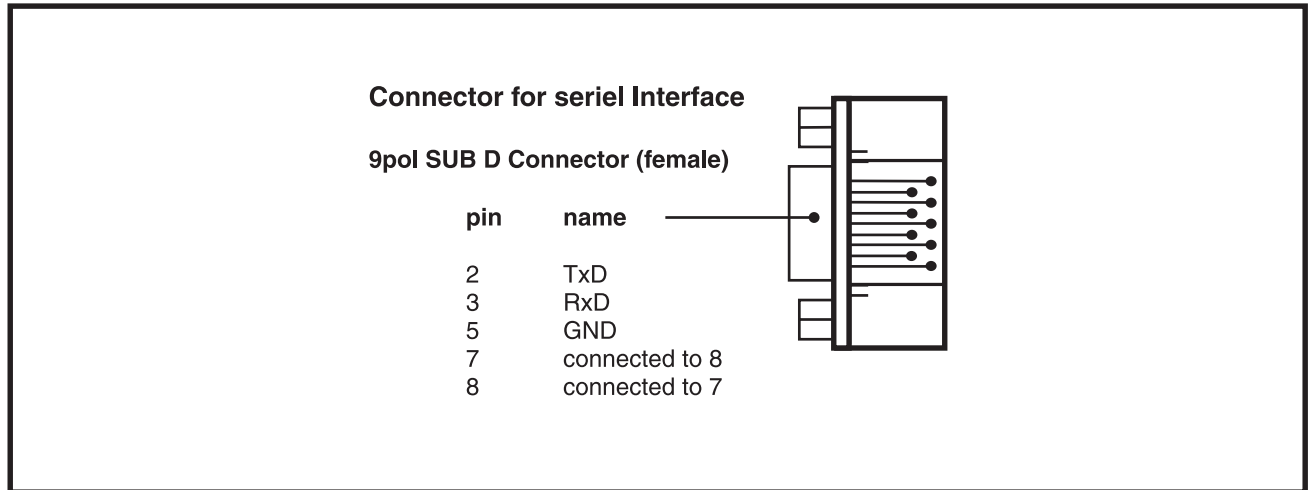 Connector for seriel Interface
9pol SUB D Connector (female)
pin name
2 TxD
3 RxD
5 GND
7 connected to 8
8 connected to 7